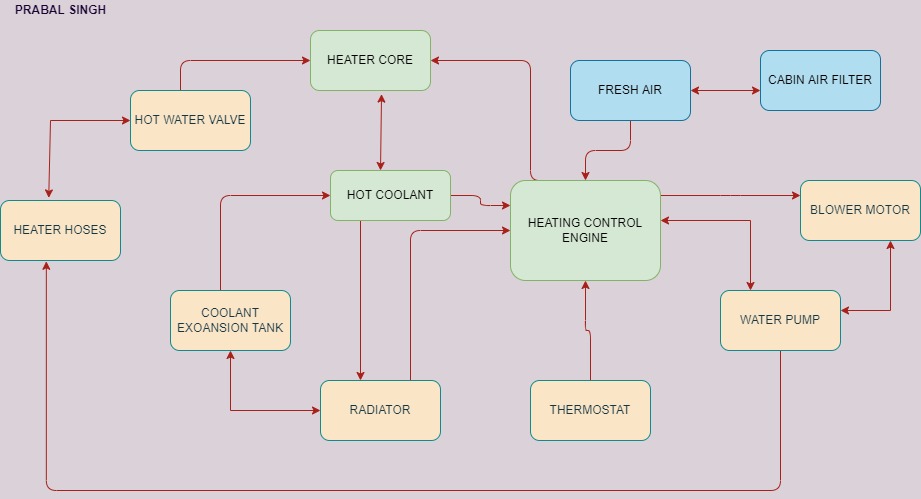 PRABAL SINGH
HEATER CORE
FRESH AIR
CABIN AIR FILTER
HOT WATER VALVE
HOT COOLANT
HEATER HOSES
HEATING CONTROL
ENGINE
BLOWER MOTOR
COOLANT
EXOANSION TANK
WATER PUMP
RADIATOR
THERMOSTAT